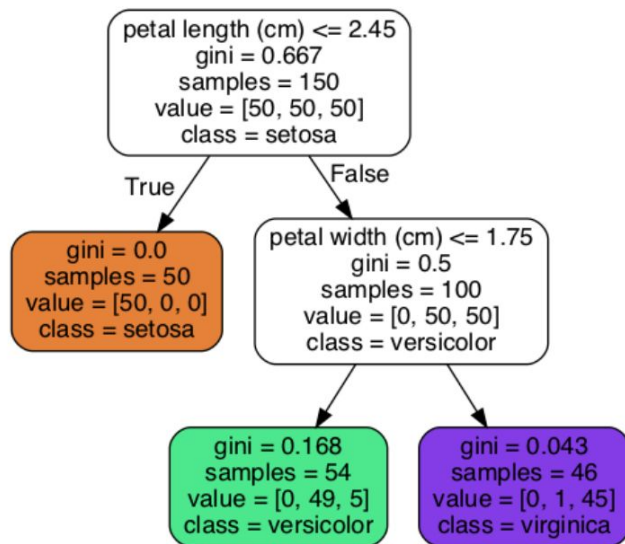 petal length (cm) <= 2.45
gini = 0.667
samples = 150
value = [50, 50, 50]
class = setosa
True
False
gini = 0.0
samples = 50
value = [50, 0, 0]
class = setosa
petal width (cm) <= 1.75
gini = 0.5
samples = 100
value = [0, 50, 50]
class = versicolor
gini = 0.168
samples = 54
value = [0, 49, 5]
class = versicolor
gini = 0.043
samples = 46
value = [0, 1, 45]
class = virginica